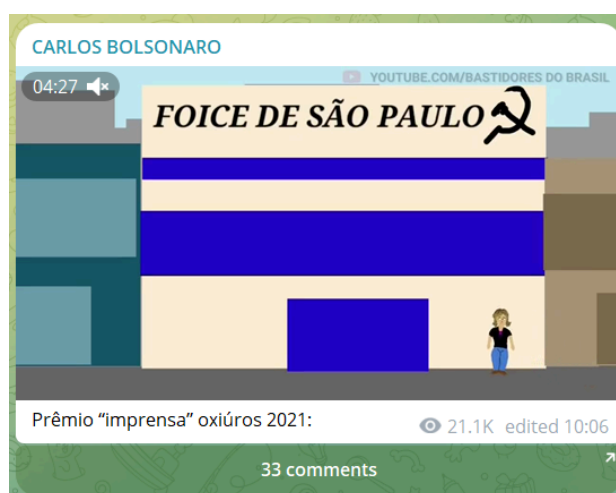 CARLOS BOLSONARO
04:27
YOUTUBE.COM/BASTIDORES DO BRASIL
FOICE DE SÃO PAULO
Prêmio “imprensa” oxiúros 2021:
21.1K edited 10:06
33 comments